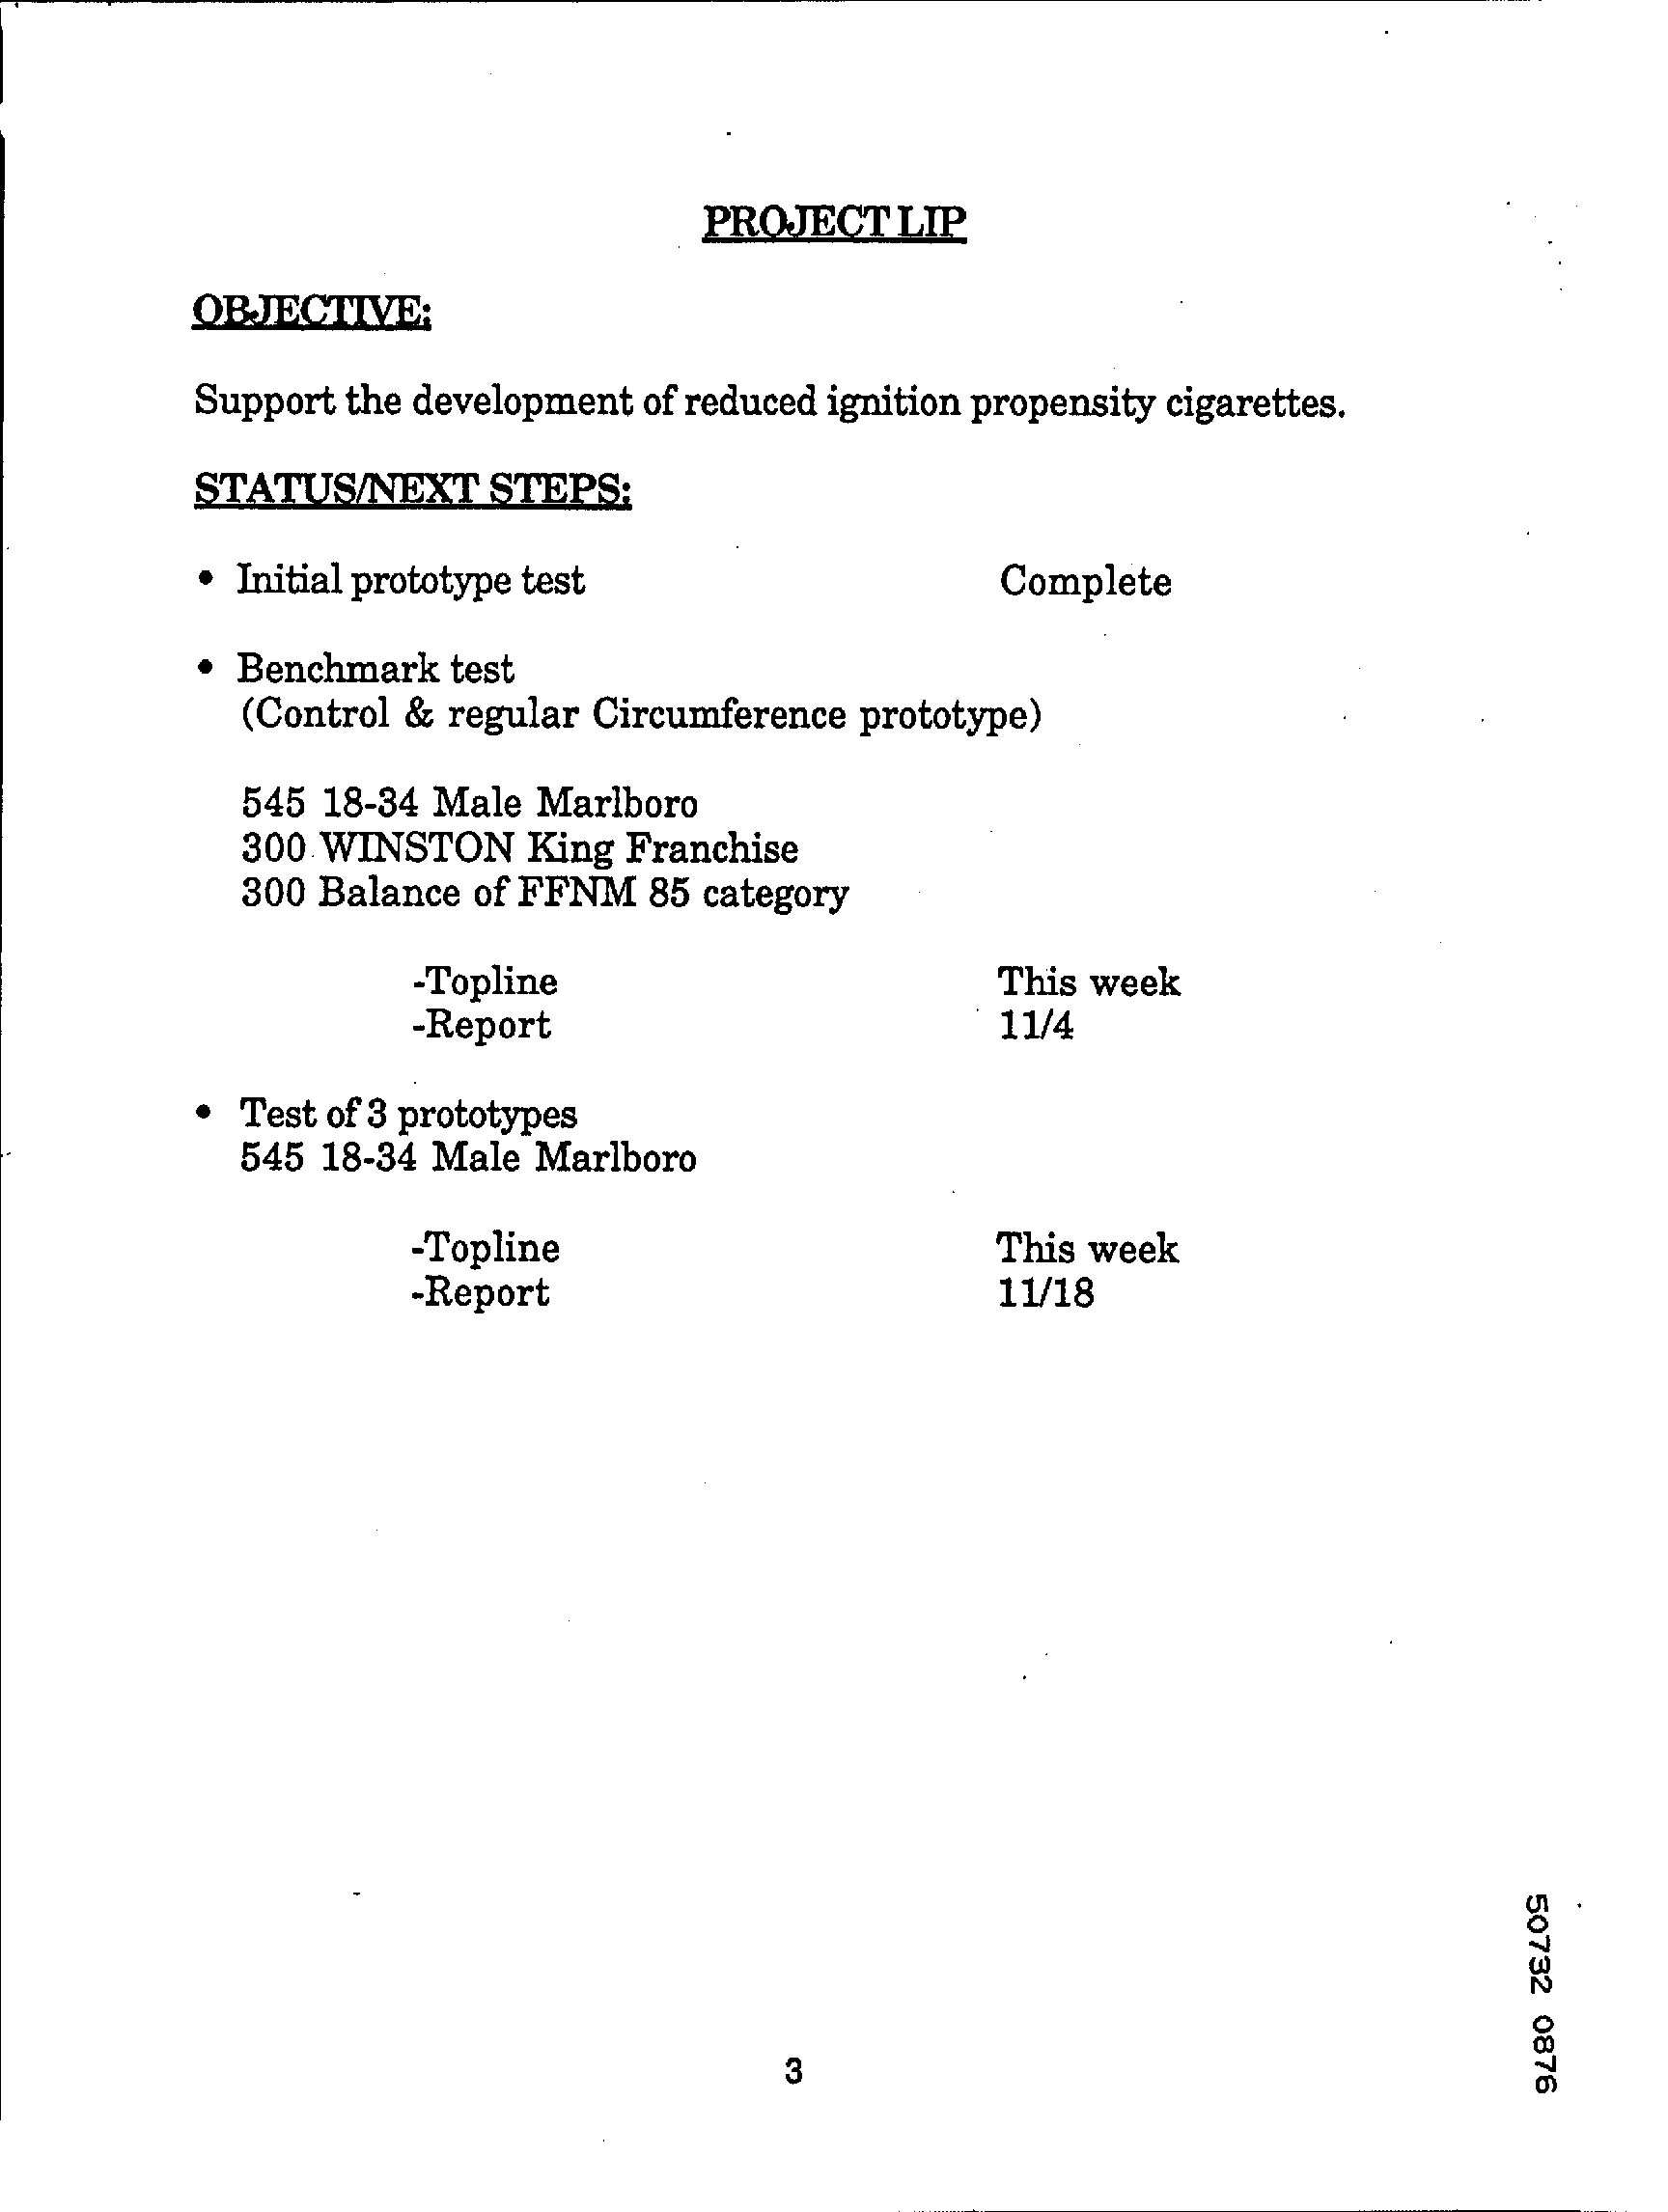 PROJECT LIP
OBJECTIVE:
Support the development of reduced ignition propensity cigarettes.
STATUS/NEXT STEPS:
• Initial prototype test Complete
• Benchmark test
(Control & regular Circumference prototype)
545 18-34 Male Marlboro
300 WINSTON King Franchise
300 Balance of FFNM 85 category
-Topline This week
-Report 11/4
• Test of 3 prototypes
545 18-34 Male Marlboro
-Topline This week
-Report 11/18
50732 0876
3